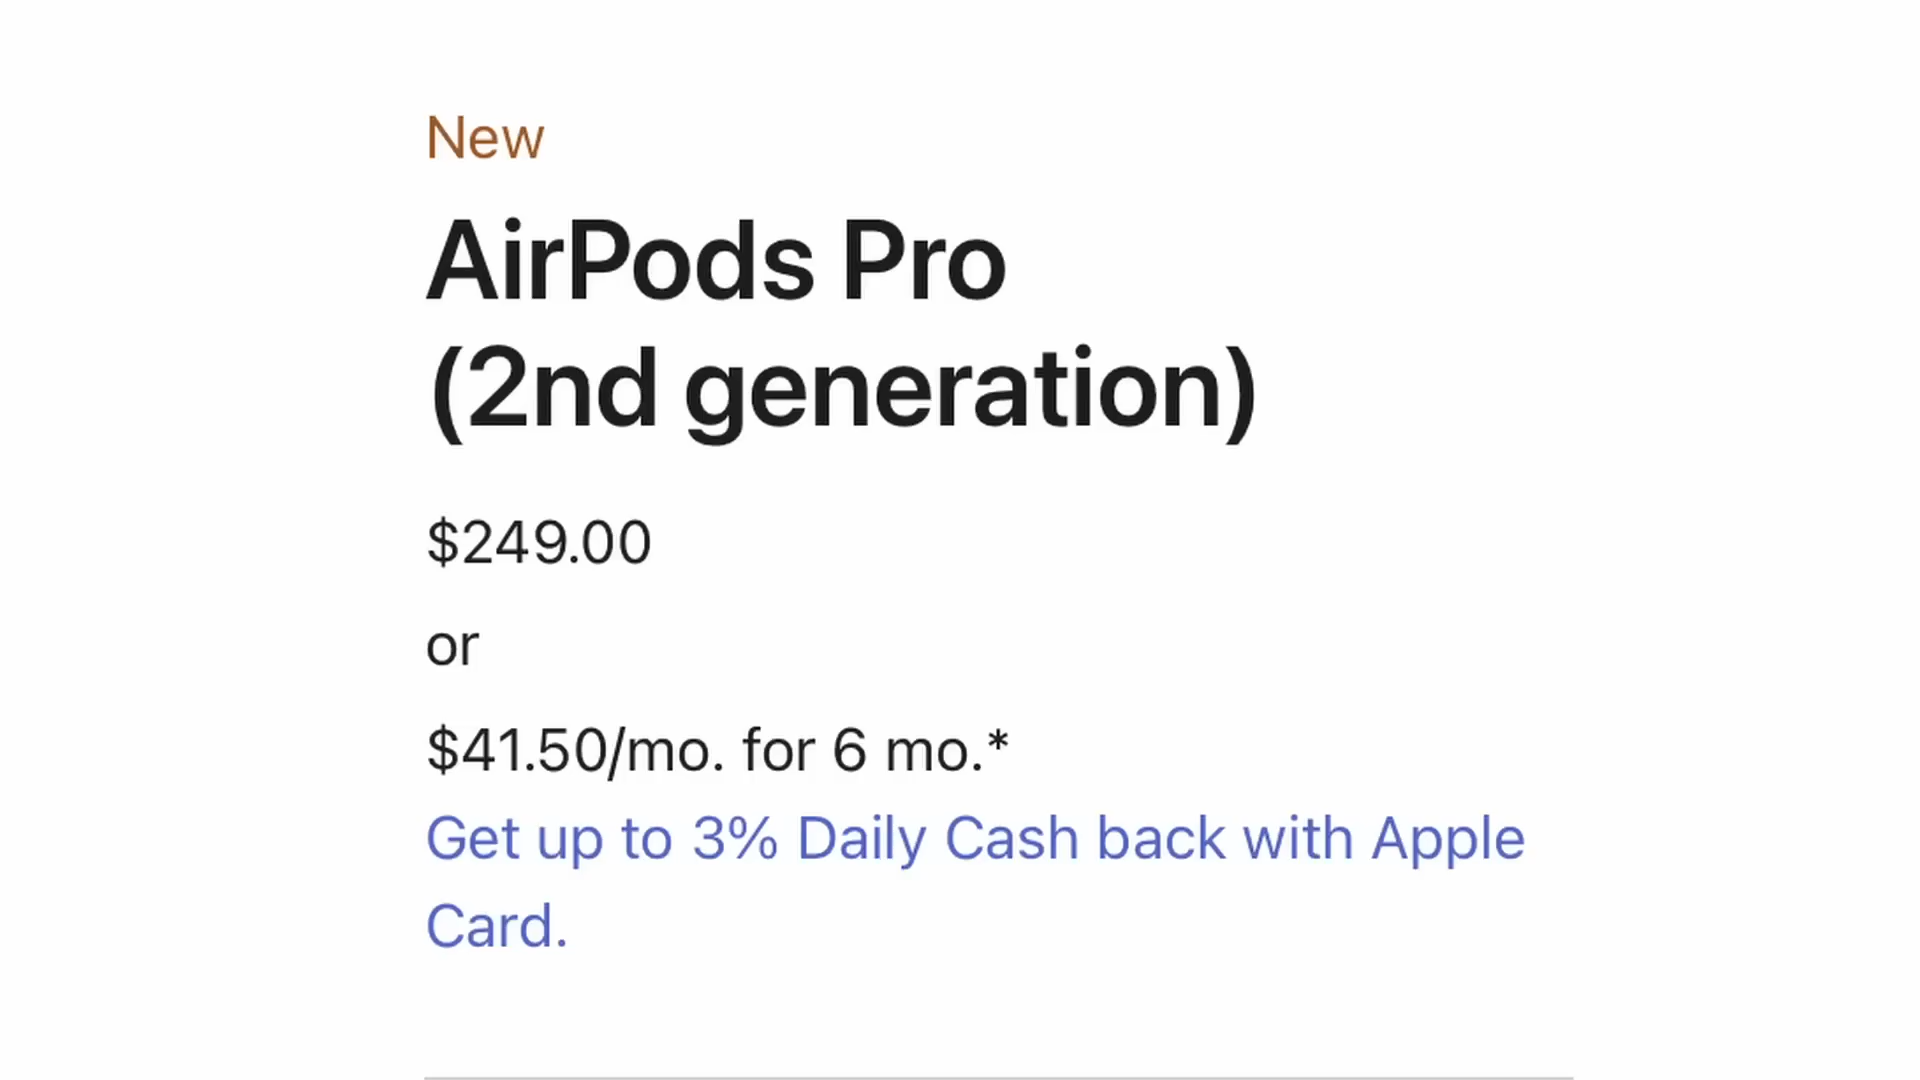 New
AirPods Pro
(2nd generation)
$249.00
or
$41.50/mo. for 6 mo.*
Get up to 3% Daily Cash back with Apple
Card.